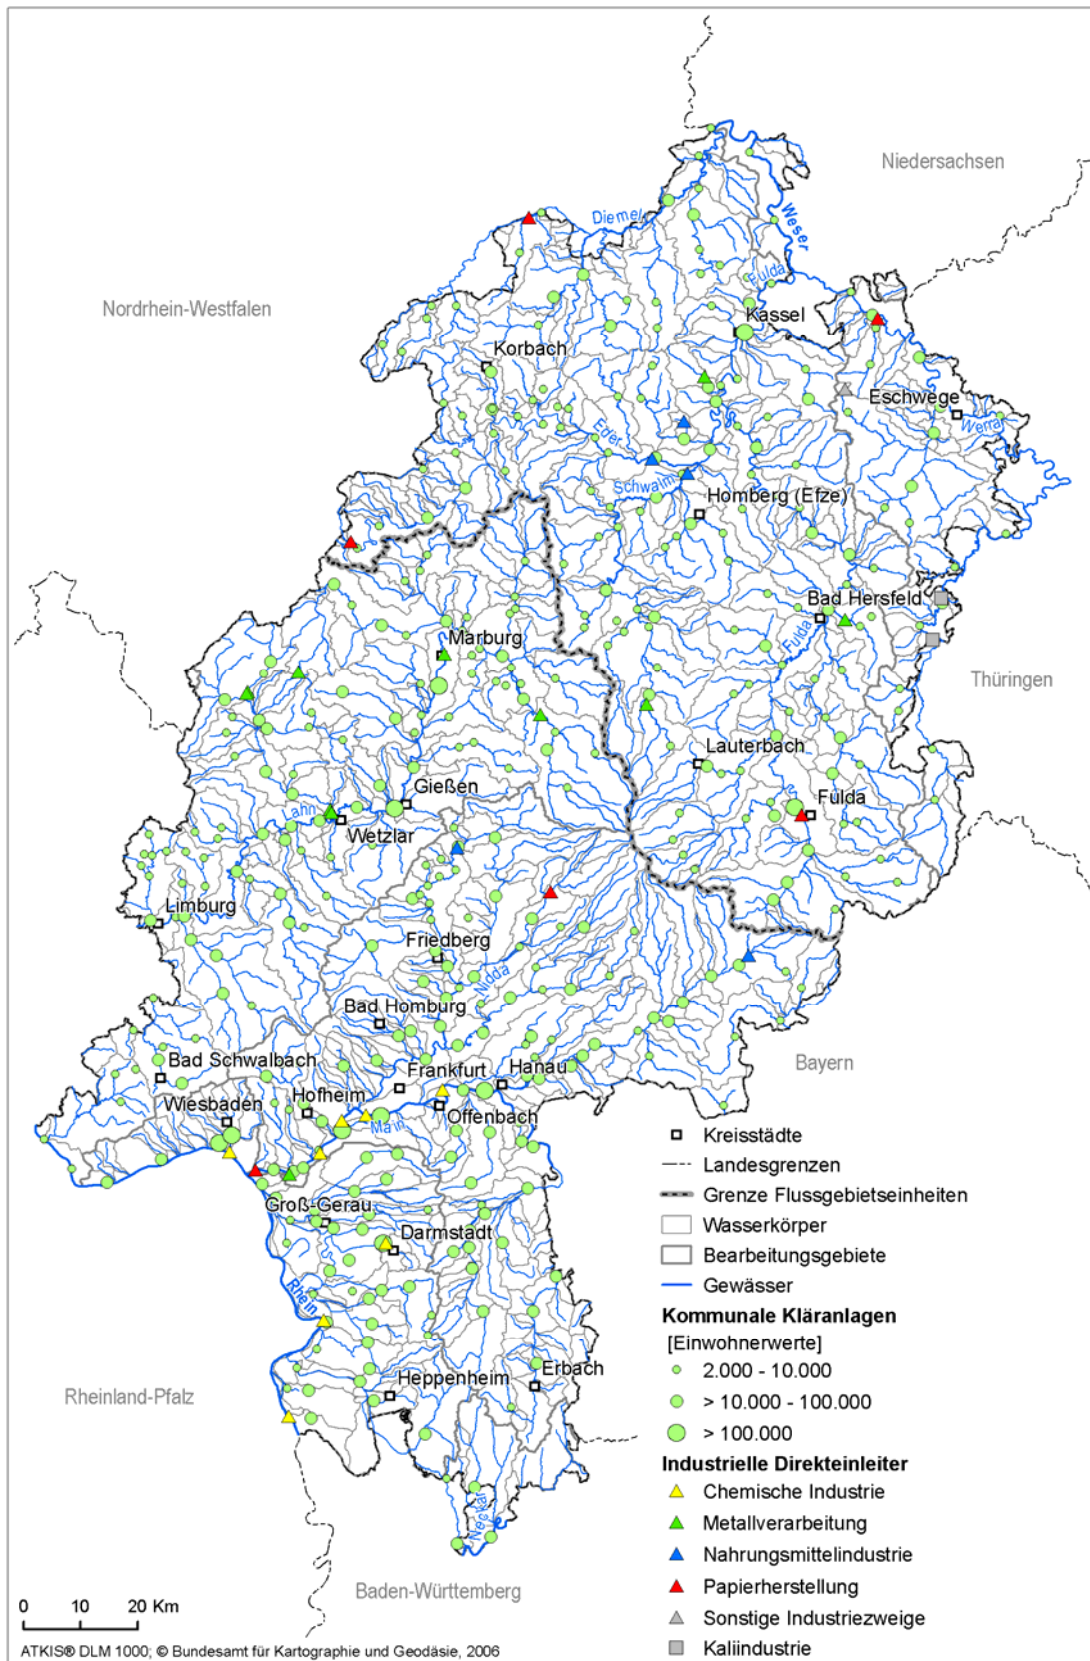 Niedersachsen
Diemel
Weser
Fulda
Nordrhein-Westfalen
Kassel
Korbach
Eschwege
Werra
Eder
Schwalm
Homberg (Efze)
Bad Hersfeld
Fulda
Marburg
Thüringen
Lauterbach
Gießen
Fulda
Lahn
Wetzlar
Limburg
Friedberg
Nidda
Bad Homburg
Bayern
Bad Schwalbach
Frankfurt
Hanau
Hofheim
Wiesbaden
Offenbach
Main
Groß-Gerau
Darmstadt
Rhein
Erbach
Heppenheim
Rheinland-Pfalz
Neckar
Baden-Württemberg
Kreisstädte
Landesgrenzen
Grenze Flussgebietseinheiten
Wasserkörper
Bearbeitungsgebiete
Gewässer
Kommunale Kläranlagen
[Einwohnerwerte]
2.000 - 10.000
> 10.000 - 100.000
> 100.000
Industrielle Direkteinleiter
Chemische Industrie
Metallverarbeitung
Nahrungsmittelindustrie
Papierherstellung
Sonstige Industriezweige
Kaliindustrie
0 10 20 Km
ATKIS® DLM 1000; © Bundesamt für Kartographie und Geodäsie, 2006